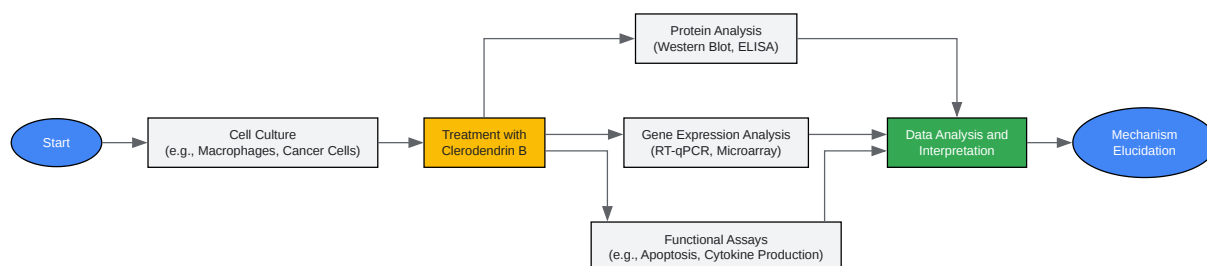 Start
Cell Culture
(e.g., Macrophages, Cancer Cells)
Treatment with
Clerodendrin B
Protein Analysis
(Western Blot, ELISA)
Gene Expression Analysis
(RT-qPCR, Microarray)
Functional Assays
(e.g., Apoptosis, Cytokine Production)
Data Analysis and
Interpretation
Mechanism
Elucidation